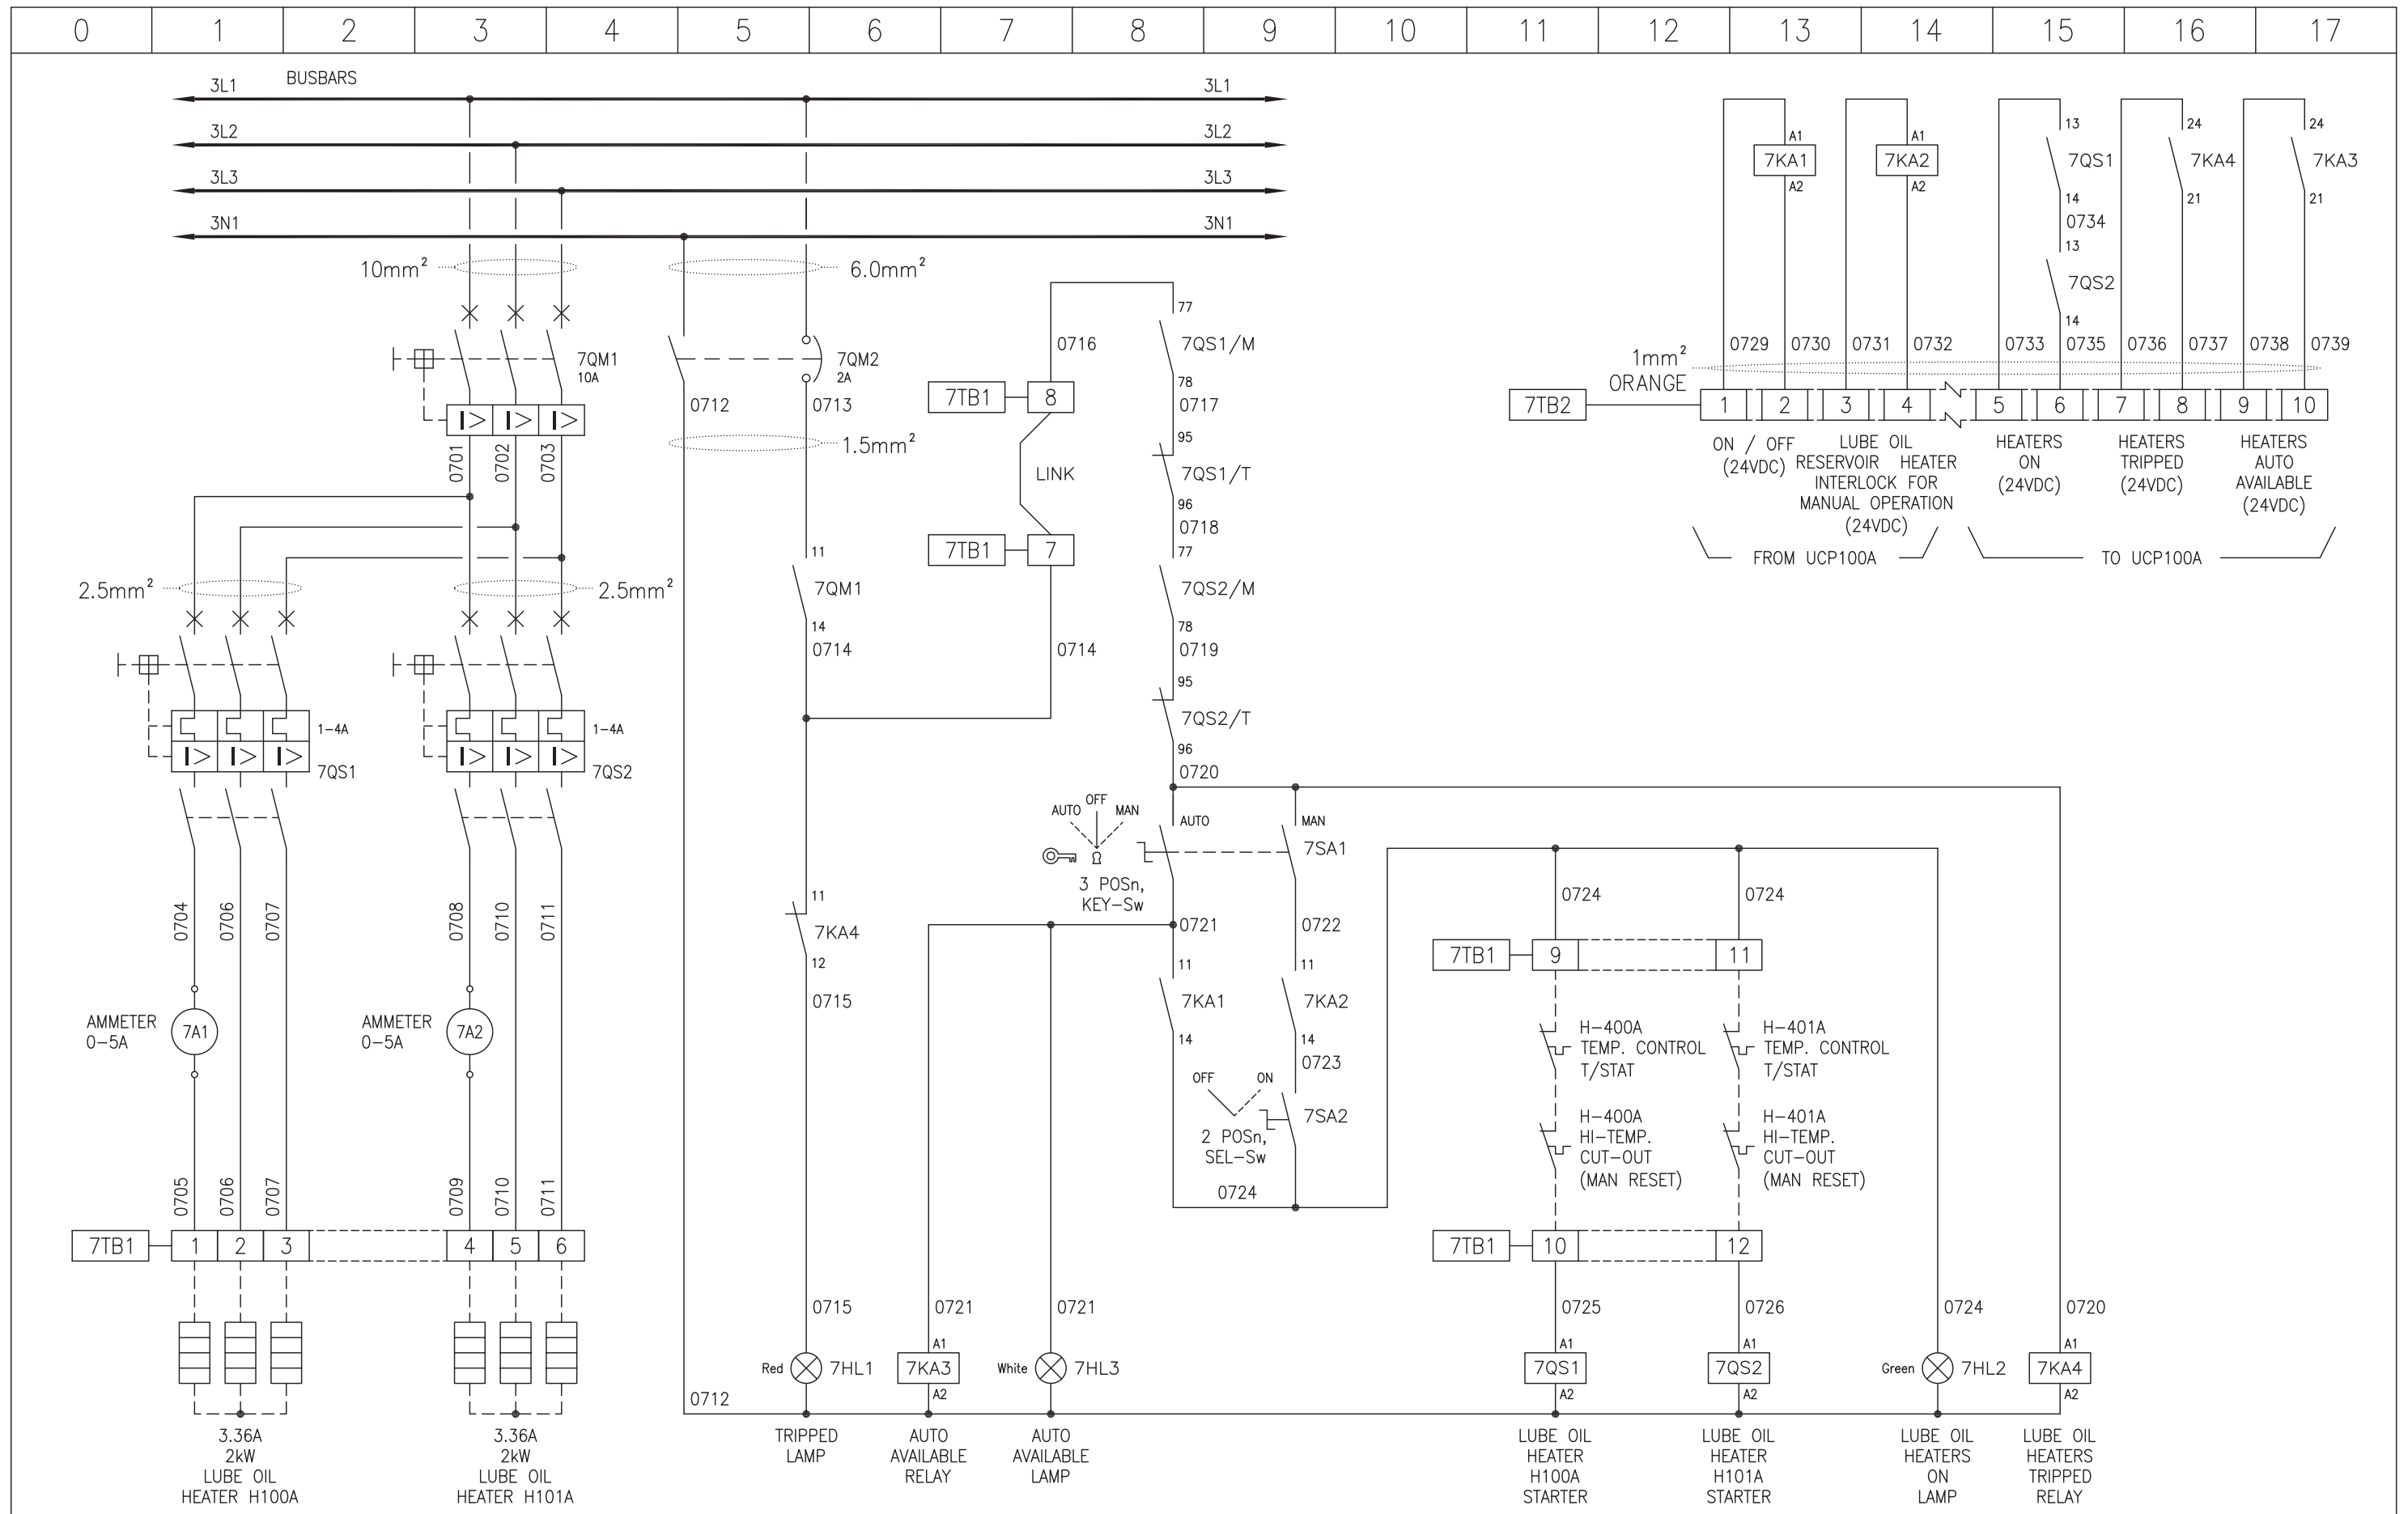 0 1 2 3 4 5 6 7 8 9 10 11 12 13 14 15 16 17
BUSBARS
3L1 3L1
3L2 3L2
3L3 3L3
3N1 3N1
10mm²
6.0mm²
7QM1
10A
7QM2
2A
0712 0713
1.5mm²
0701 0702 0703
2.5mm² 2.5mm²
I> I> I>
1-4A
I> I> I>
7QS1
1-4A
I> I> I>
7QS2
0704 0706 0707
0708 0710 0711
AMMETER
0-5A
7A1
AMMETER
0-5A
7A2
0705 0706 0707
0709 0710 0711
7TB1 1 2 3 4 5 6
3.36A
2kW
LUBE OIL
HEATER H100A
3.36A
2kW
LUBE OIL
HEATER H101A
11
7QM1
14
0714
11
7KA4
12
0715
0715
Red 7HL1
0712
TRIPPED
LAMP
0716
7TB1 8
LINK
7TB1 7
0714
77
7QS1/M
78
0717
95
7QS1/T
96
0718
77
7QS2/M
78
0719
95
7QS2/T
96
0720
AUTO OFF MAN
3 POSn,
KEY-Sw
AUTO
MAN
7SA1
0721 0722
11
7KA1
14
11
7KA2
14
0723
OFF ON
2 POSn,
SEL-Sw
7SA2
0724
0721
A1
7KA3
A2
AUTO
AVAILABLE
RELAY
0721
White 7HL3
AUTO
AVAILABLE
LAMP
0724 0724
7TB1 9 11
H-400A
TEMP. CONTROL
T/STAT
H-401A
TEMP. CONTROL
T/STAT
H-400A
HI-TEMP.
CUT-OUT
(MAN RESET)
H-401A
HI-TEMP.
CUT-OUT
(MAN RESET)
7TB1 10 12
0725
A1
7QS1
A2
LUBE OIL
HEATER
H100A
STARTER
0726
A1
7QS2
A2
LUBE OIL
HEATER
H101A
STARTER
0724
Green 7HL2
LUBE OIL
HEATERS
ON
LAMP
0720
A1
7KA4
A2
LUBE OIL
HEATERS
TRIPPED
RELAY
A1
7KA1
A2
A1
7KA2
A2
13
7QS1
14
0734
13
7QS2
14
24
7KA4
21
24
7KA3
21
0729 0730 0731 0732 0733 0735 0736 0737 0738 0739
1mm²
ORANGE
7TB2 1 2 3 4 5 6 7 8 9 10
ON / OFF
(24VDC)
LUBE OIL
RESERVOIR HEATER
INTERLOCK FOR
MANUAL OPERATION
(24VDC)
HEATERS
ON
(24VDC)
HEATERS
TRIPPED
(24VDC)
HEATERS
AUTO
AVAILABLE
(24VDC)
FROM UCP100A
TO UCP100A